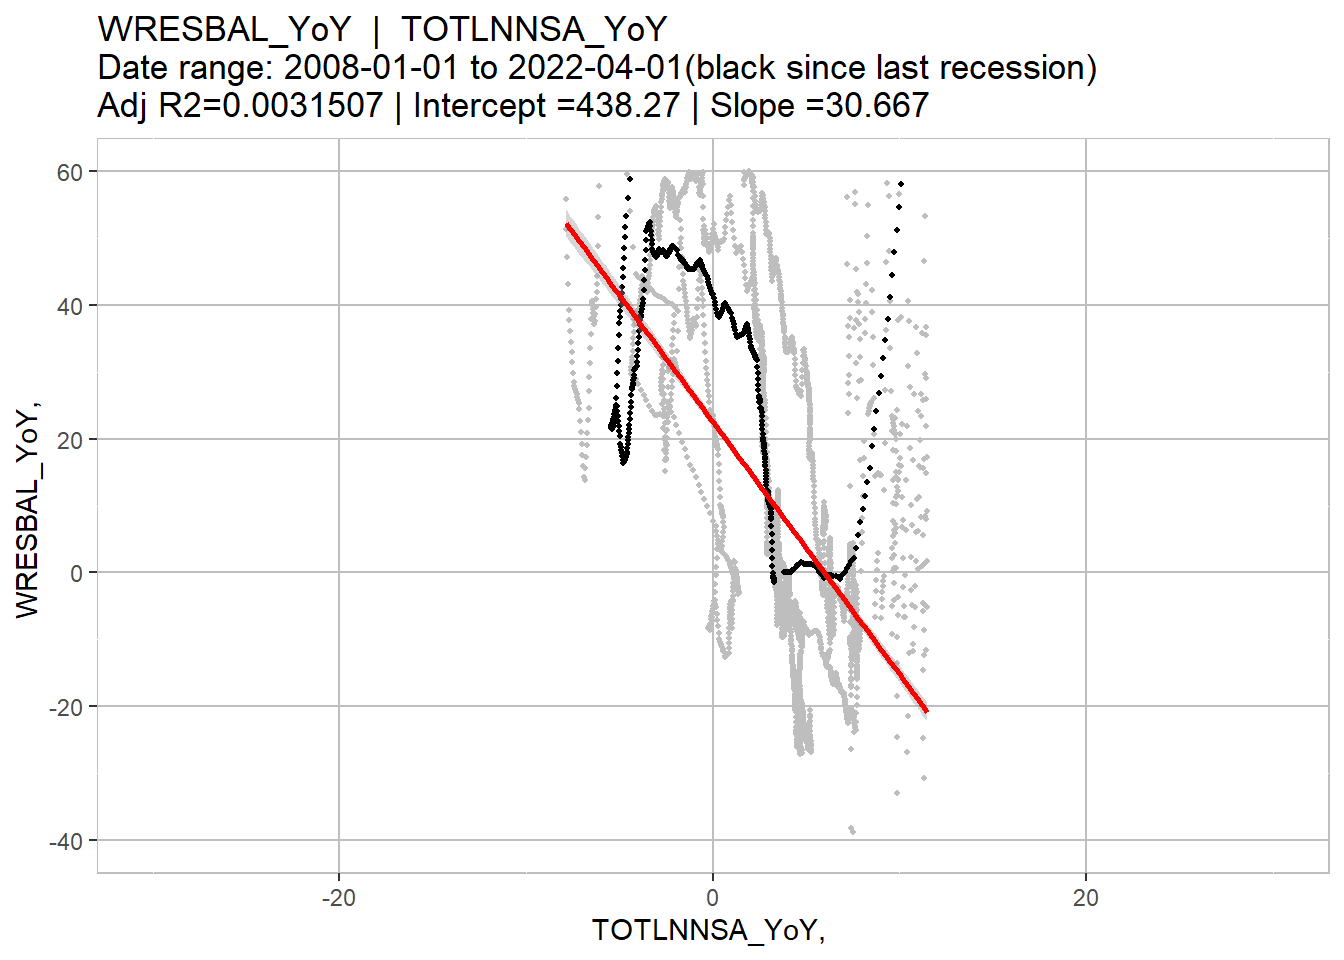 WRESBAL_YoY | TOTLNNSA_YoY
Date range: 2008-01-01 to 2022-04-01(black since last recession)
Adj R2=0.0031507 | Intercept =438.27 | Slope =30.667
60
40
20
0
-20
-40
WRESBAL_YoY,
-20
0
20
TOTLNNSA_YoY,